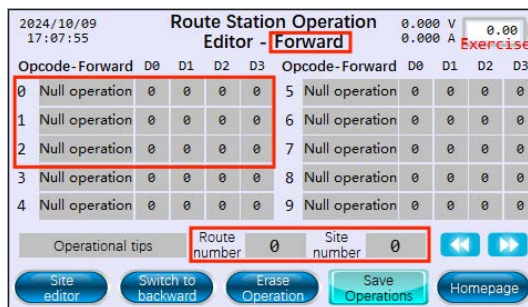 2024/10/09 Route Station Operation 0.000 V 0.00
17:07:55 Editor - Forward 0.000 A Exercise
Opcode-Forward D0 D1 D2 D3 Opcode-Forward D0 D1 D2 D3
0 Null operation 0 0 0 0 5 Null operation 0 0 0 0
1 Null operation 0 0 0 0 6 Null operation 0 0 0 0
2 Null operation 0 0 0 0 7 Null operation 0 0 0 0
3 Null operation 0 0 0 0 8 Null operation 0 0 0 0
4 Null operation 0 0 0 0 9 Null operation 0 0 0 0
Operational tips Route number 0 Site number 0
Site editor Switch to backward Erase Operation Save Operations Homepage